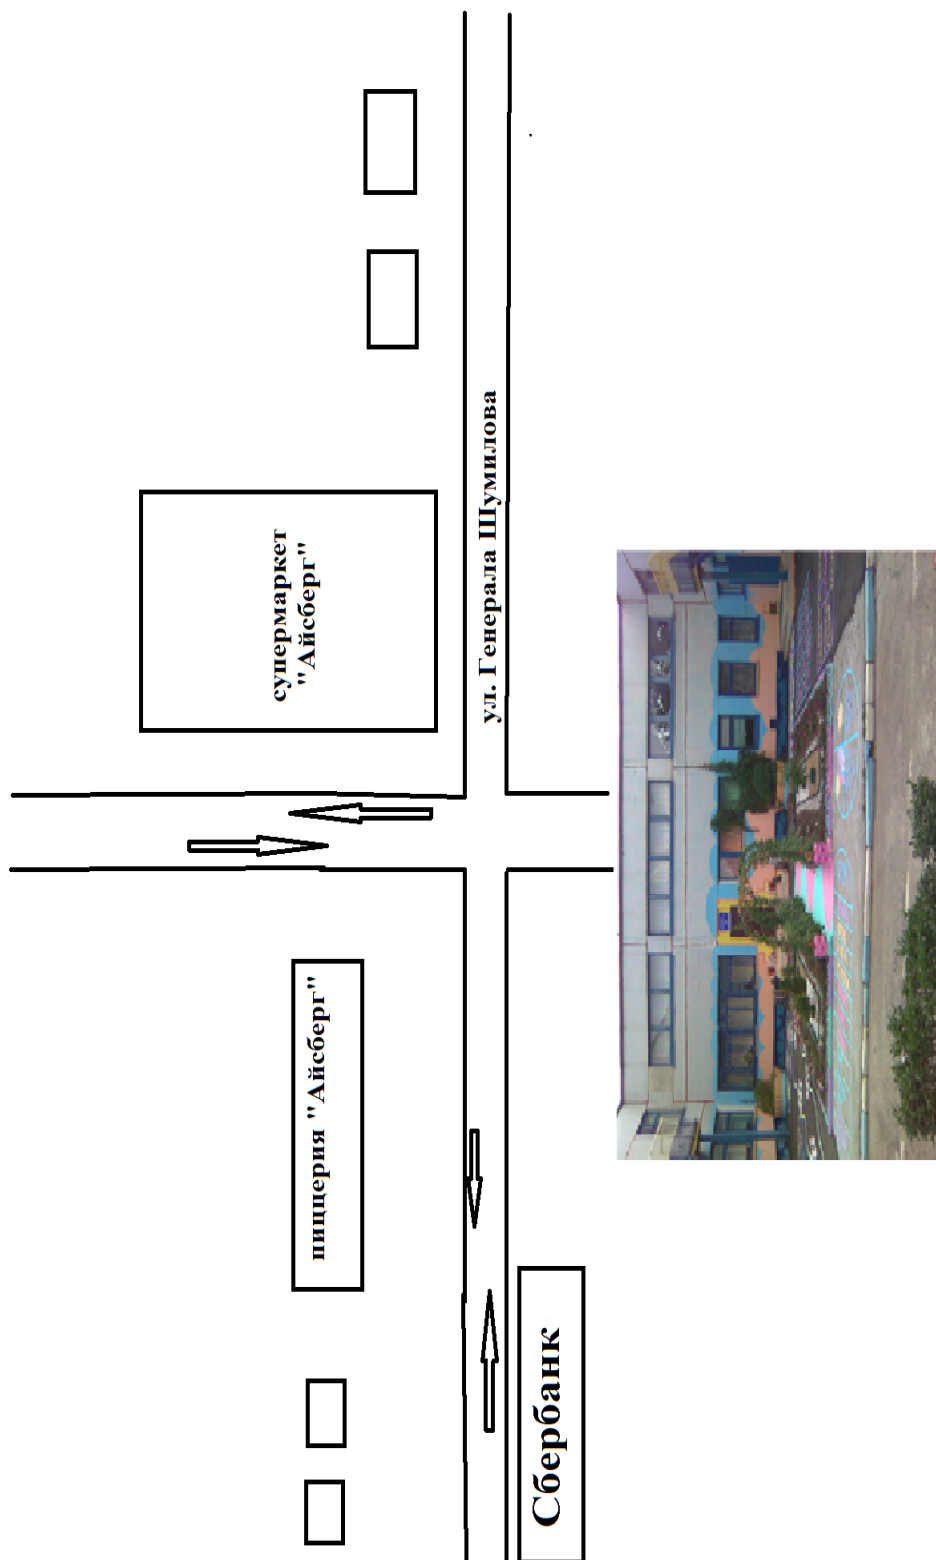 супермаркет
"Айсберг"
ул. Генерала Шумилова
пиццерия "Айсберг"
Сбербанк